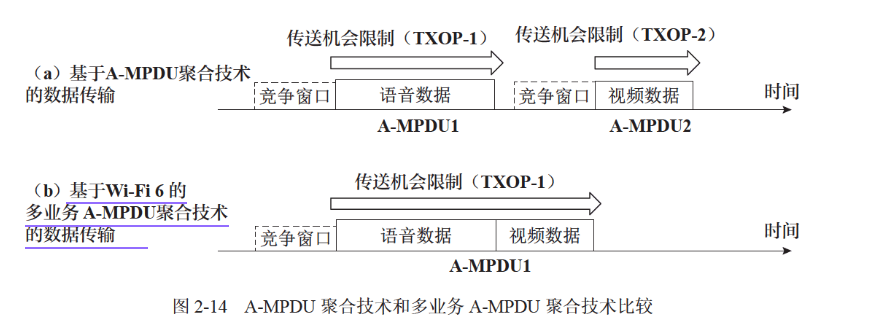 传送机会限制（TXOP-1）
传送机会限制（TXOP-2）
（a）基于A-MPDU聚合技术
的数据传输
竞争窗口
语音数据
竞争窗口
视频数据
时间
A-MPDU1
A-MPDU2
（b）基于Wi-Fi 6 的
多业务 A-MPDU聚合技术
的数据传输
传送机会限制（TXOP-1）
竞争窗口
语音数据
视频数据
时间
A-MPDU1
图 2-14 A-MPDU 聚合技术和多业务 A-MPDU 聚合技术比较